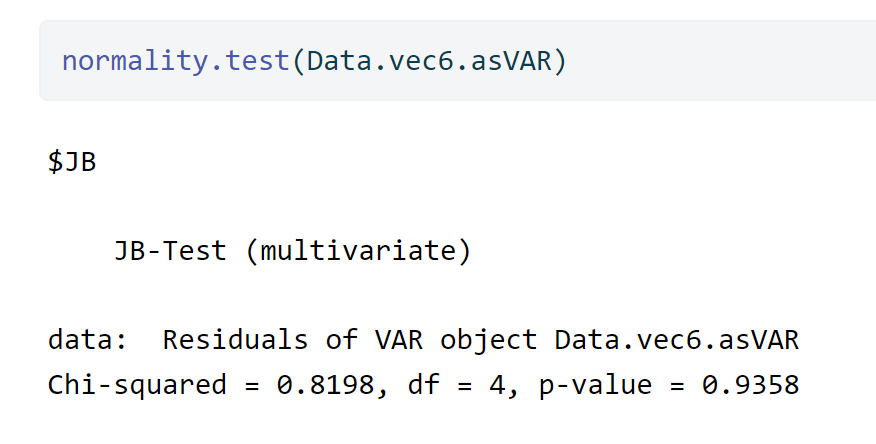 normality.test(Data.vec6.asVAR)
$JB
JB-Test (multivariate)
data:  Residuals of VAR object Data.vec6.asVAR
Chi-squared = 0.8198, df = 4, p-value = 0.9358